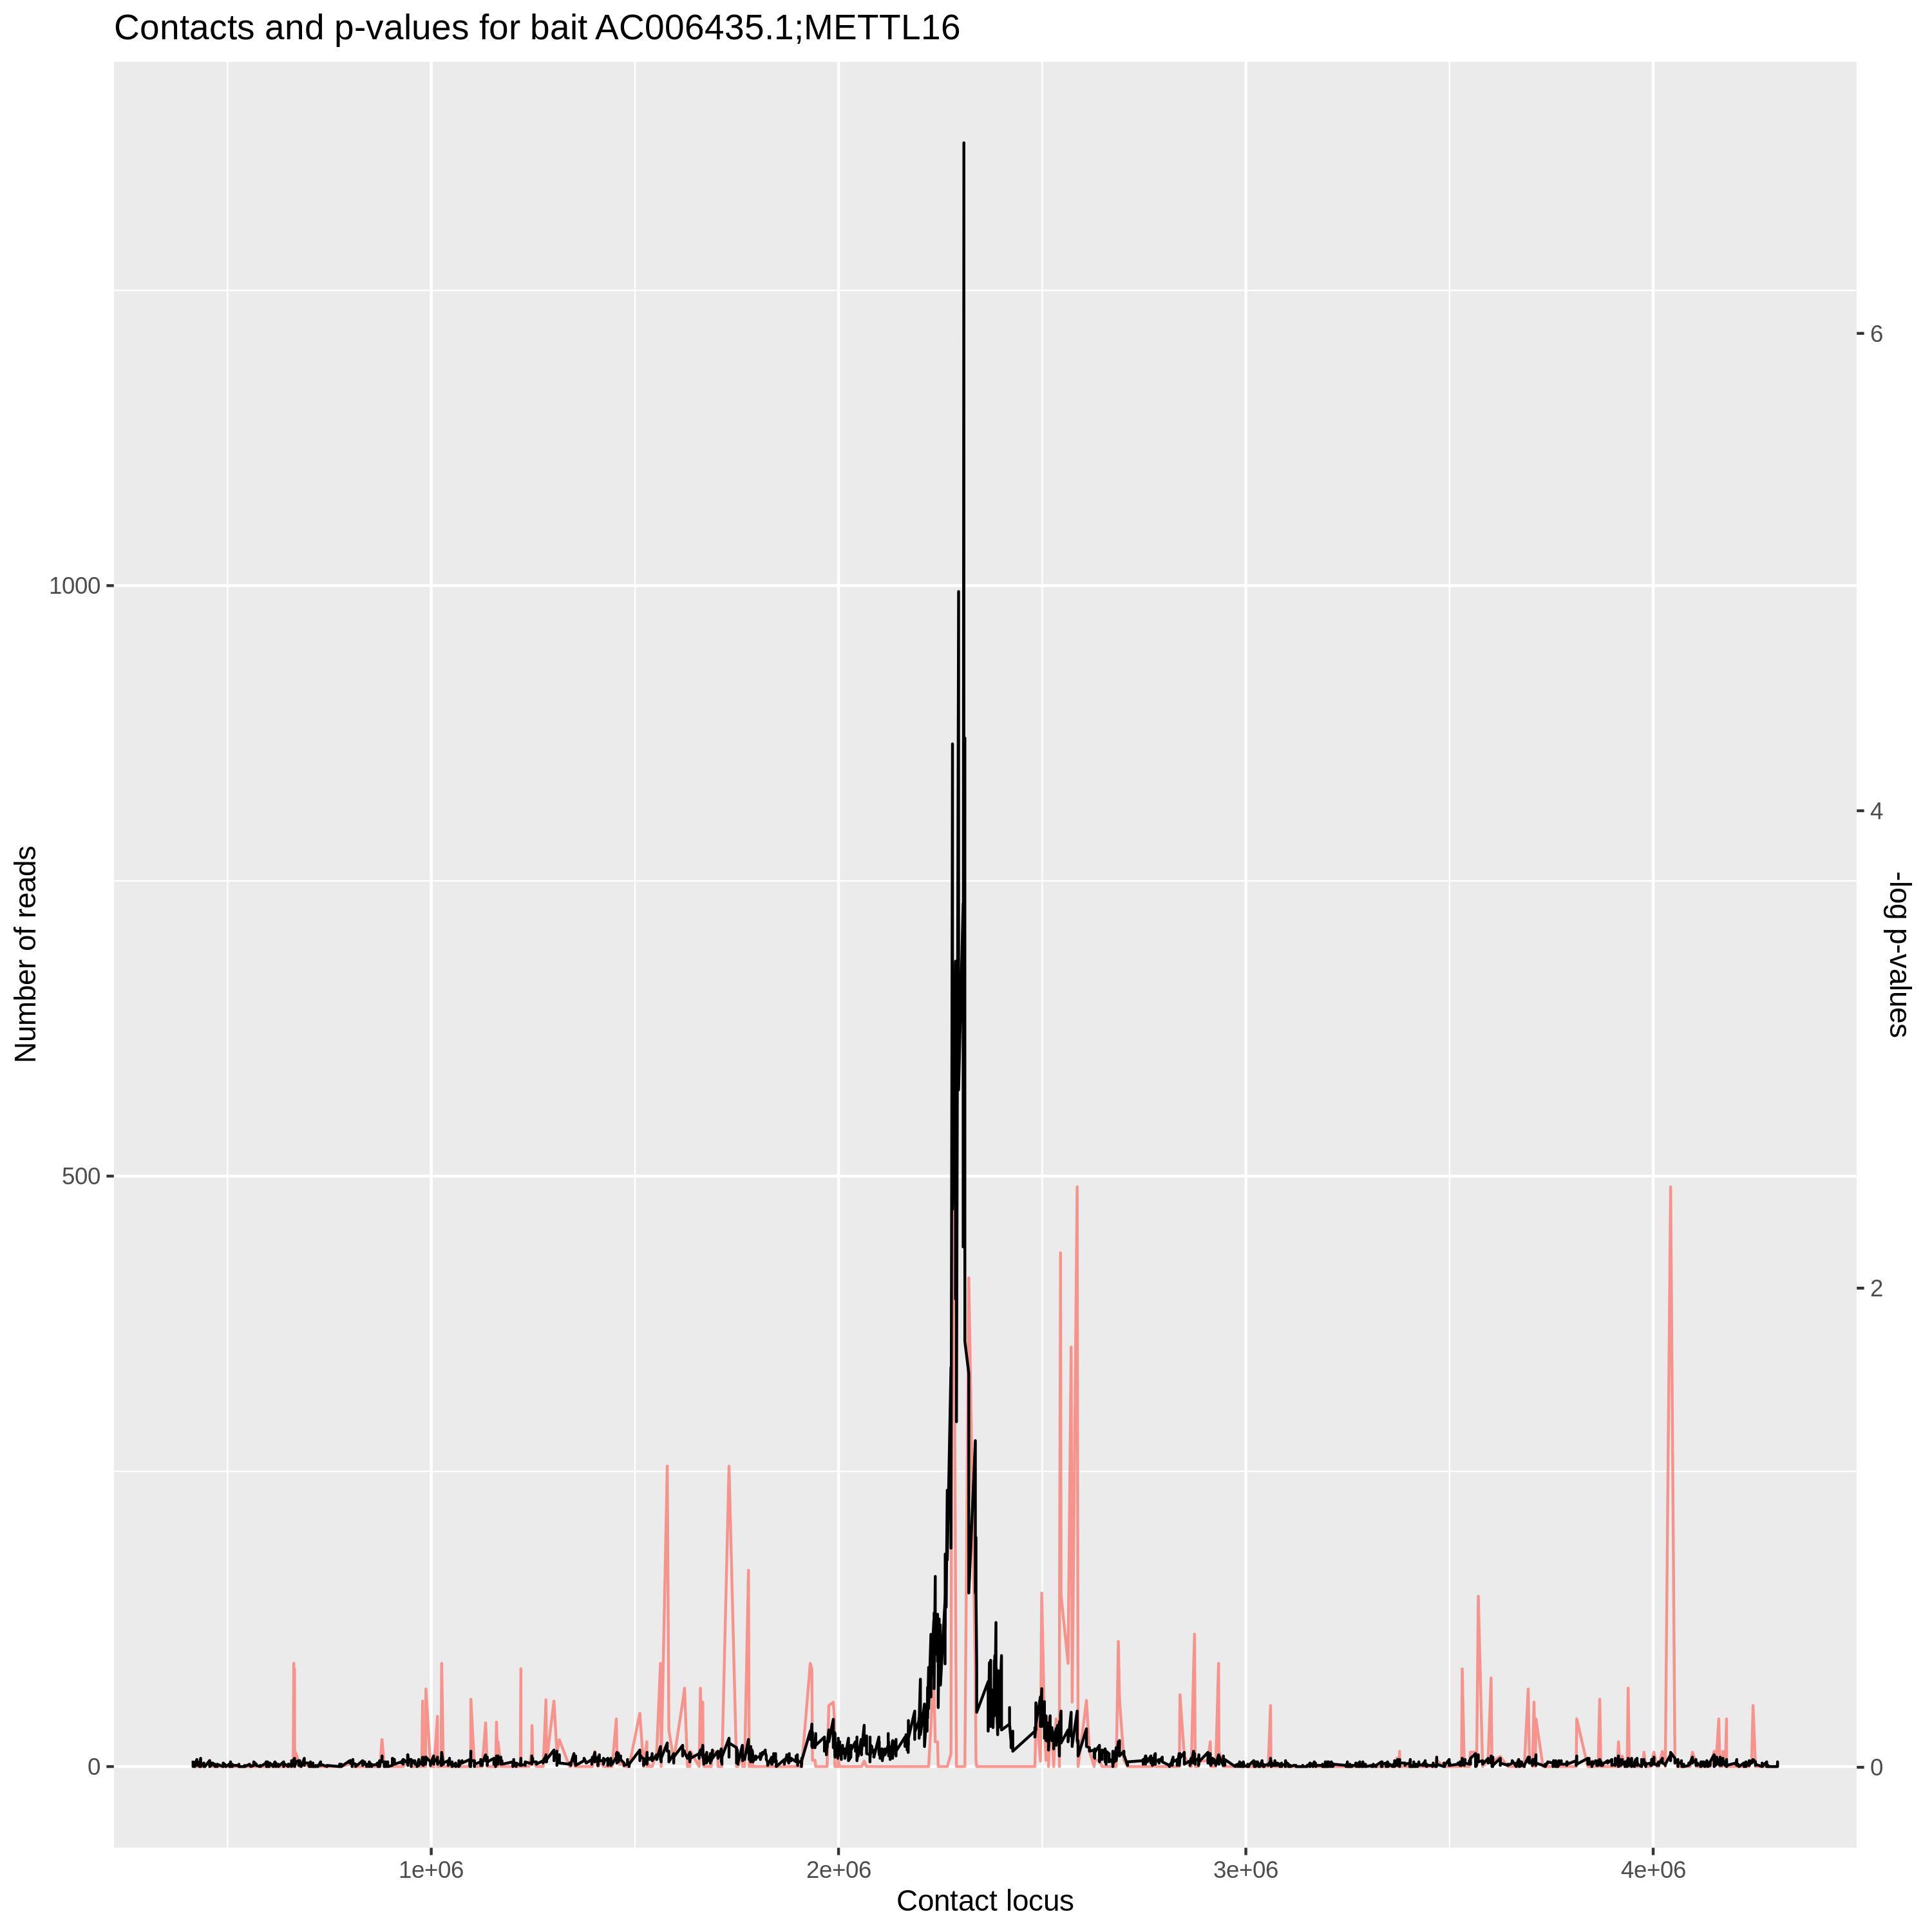 Contacts and p-values for bait AC006435.1;METTL16
Number of reads
1000
500
0
6
4
2
0
-log p-values
1e+06
2e+06
3e+06
4e+06
Contact locus